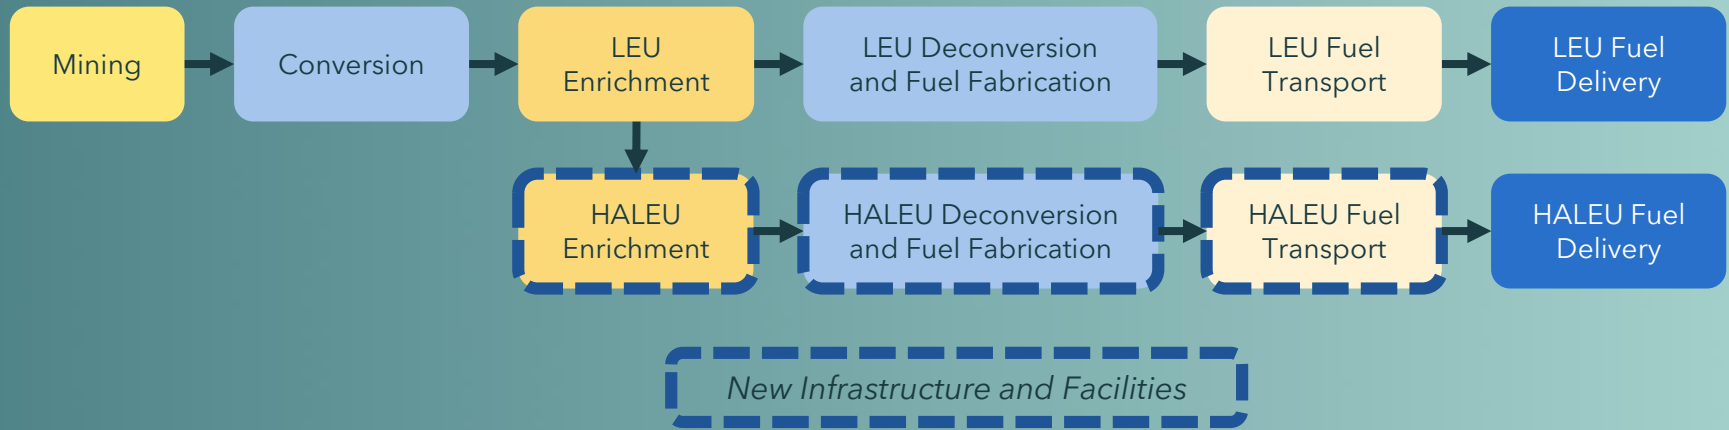 Mining
Conversion
LEU
Enrichment
LEU Deconversion
and Fuel Fabrication
LEU Fuel
Transport
LEU Fuel
Delivery
HALEU
Enrichment
HALEU Deconversion
and Fuel Fabrication
HALEU Fuel
Transport
HALEU Fuel
Delivery
New Infrastructure and Facilities